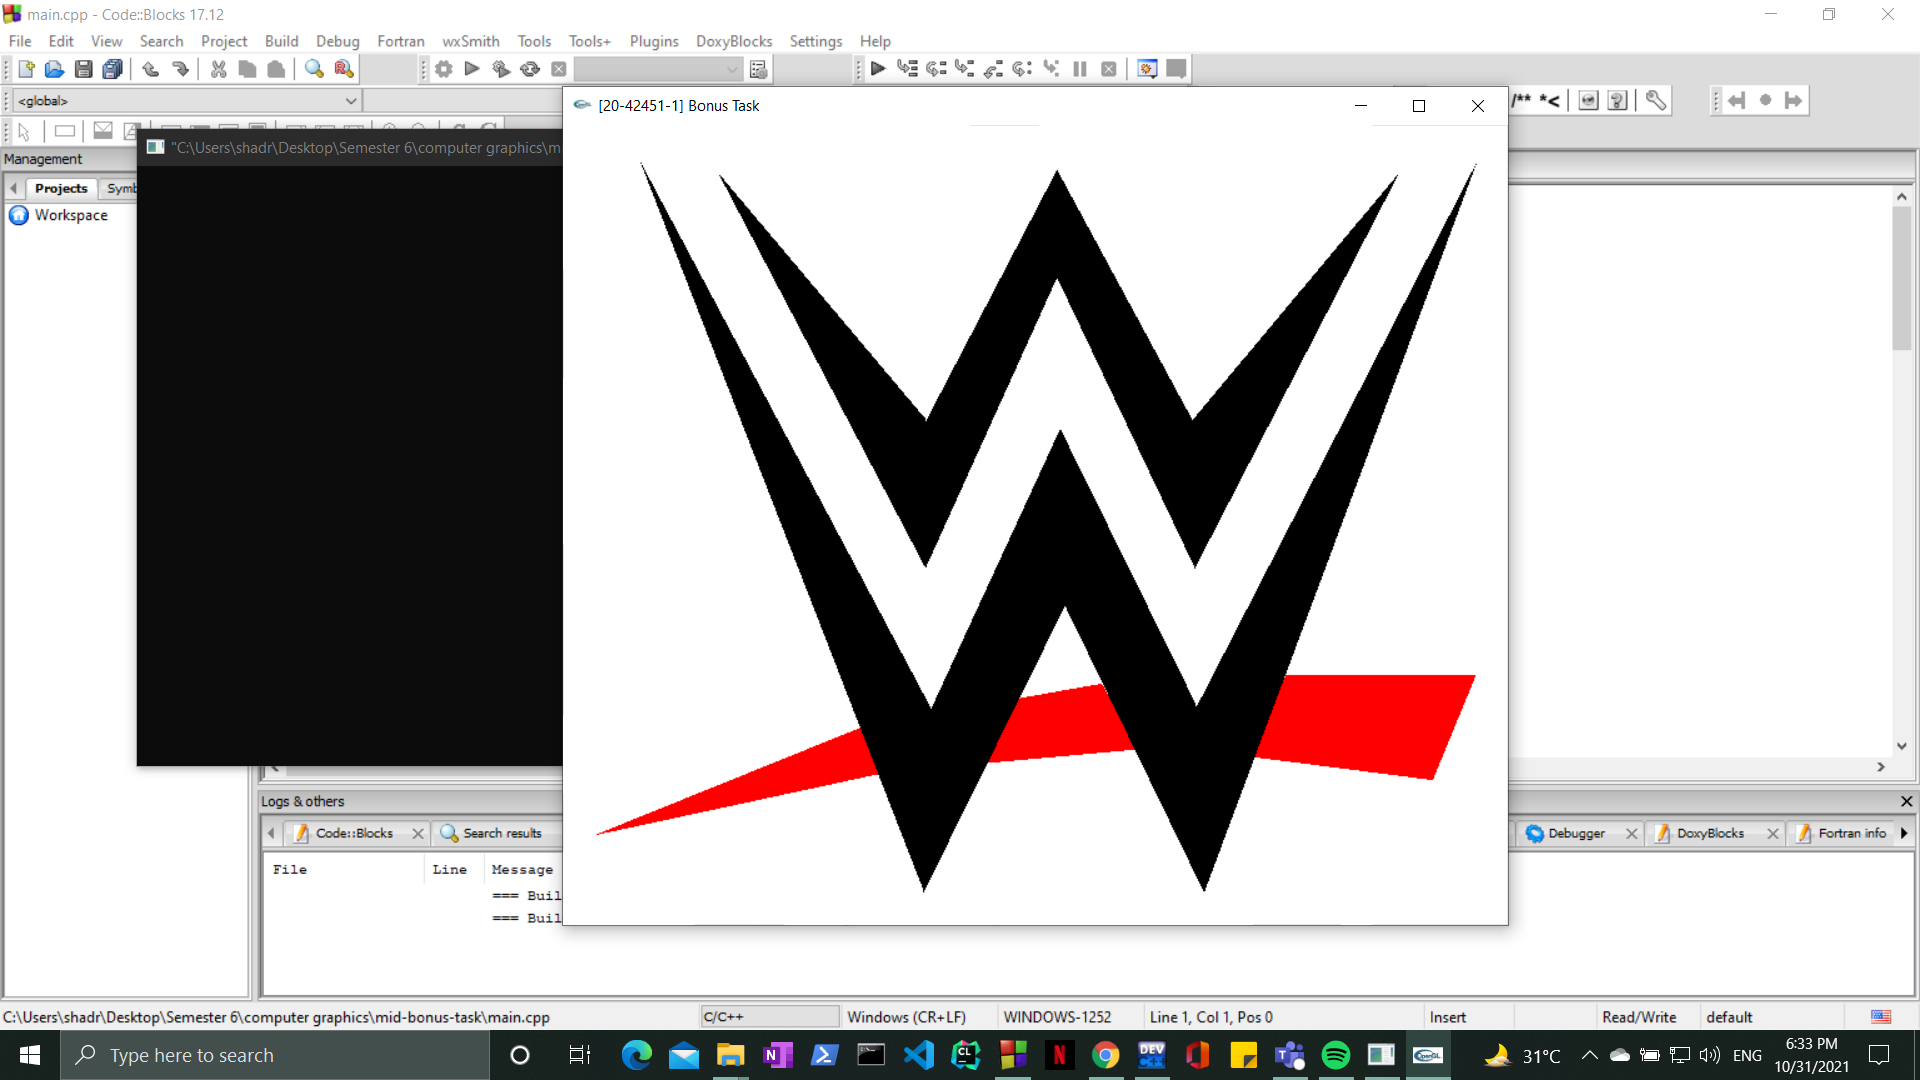 main.cpp - Code::Blocks 17.12
File Edit View Search Project Build Debug Fortran wxSmith Tools Tools+ Plugins DoxyBlocks Settings Help
<global>
/** *<
[20-42451-1] Bonus Task
"C:\Users\shadr\Desktop\Semester 6\computer graphics\m
Management
Projects Symb
Workspace
Logs & others
Code::Blocks Search results Debugger DoxyBlocks Fortran info
File Line Message
=== Buil
=== Buil
C:\Users\shadr\Desktop\Semester 6\computer graphics\mid-bonus-task\main.cpp C/C++ Windows (CR+LF) WINDOWS-1252 Line 1, Col 1, Pos 0 Insert Read/Write default
Type here to search 31°C ENG 6:33 PM
10/31/2021